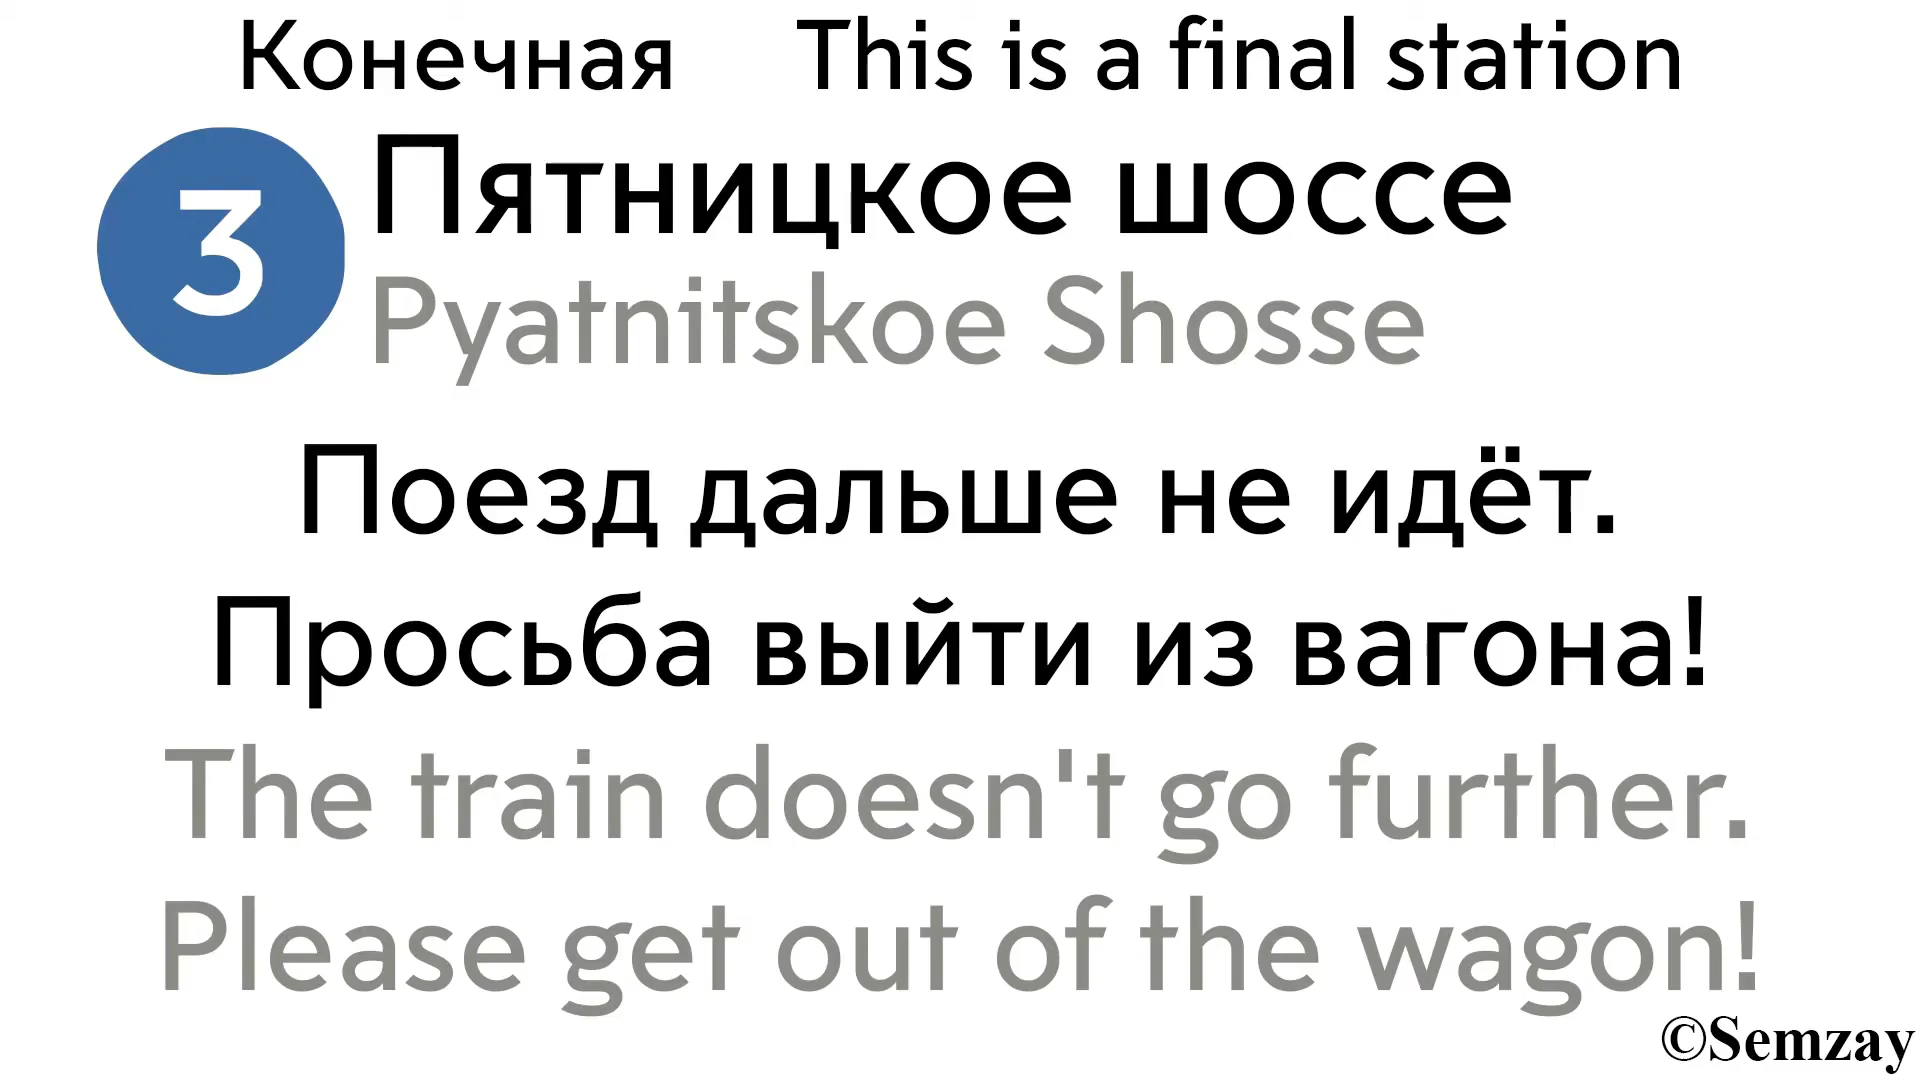 Конечная This is a final station
3 Пятницкое шоссе
Pyatnitskoe Shosse
Поезд дальше не идёт.
Просьба выйти из вагона!
The train doesn't go further.
Please get out of the wagon!
©Semzay